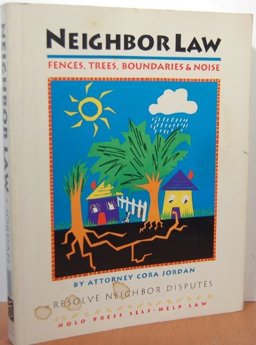 NEIGHBOR LAW
FENCES, TREES, BOUNDARIES & NOISE
BY ATTORNEY CORA JORDAN
RESOLVE NEIGHBOR DISPUTES
NOLO PRESS SELF-HELP LAW
NEIGHBOR LAW
JORDAN